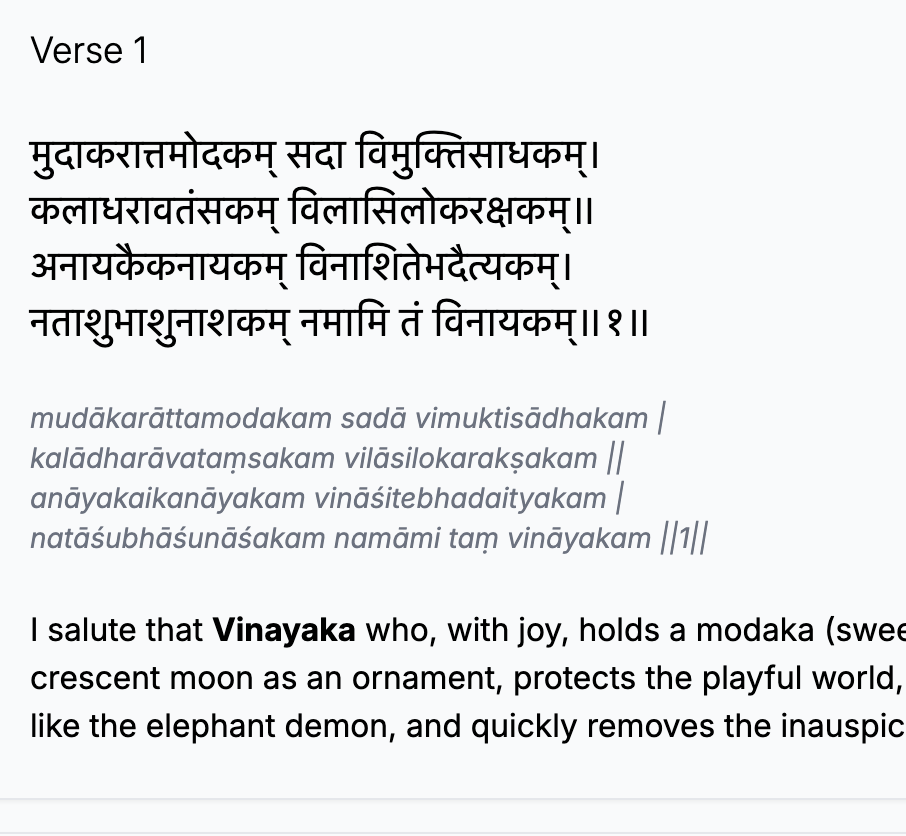 Verse 1
मुदाकरात्तमोदकम् सदा विमुक्तिसाधकम्।
कलाधरावतंसकम् विलासिलोकरक्षकम्॥
अनायकैकनायकम् विनाशितेभदैत्यकम्।
नताशुभाशुनाशकम् नमामि तं विनायकम्॥१॥
mudākarāttamodakam sadā vimuktisādhakam |
kalādharāvataṃsakam vilāsilokarakṣakam ||
anāyakaikanāyakam vināśitebhadaityakam |
natāśubhāśunāśakam namāmi taṃ vināyakam ||1||
I salute that Vinayaka who, with joy, holds a modaka
crescent moon as an ornament, protects the playful world,
like the elephant demon, and quickly removes the